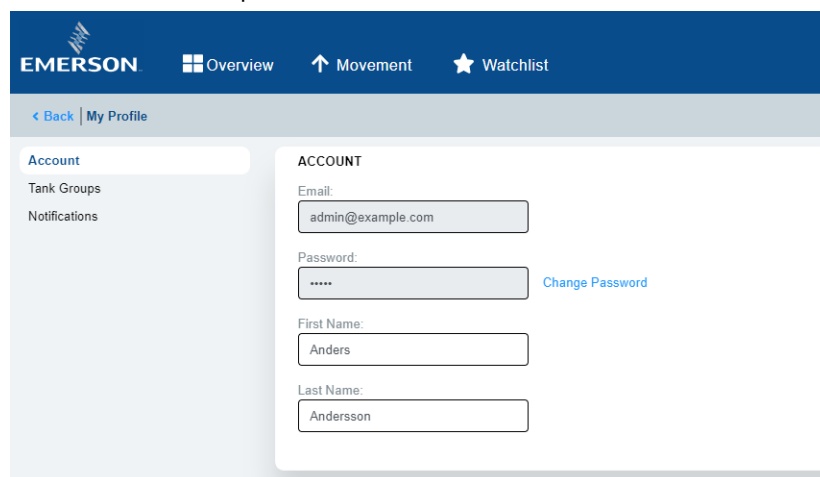 EMERSON
Overview
Movement
Watchlist
Back | My Profile
Account
Tank Groups
Notifications
ACCOUNT
Email:
admin@example.com
Password:
•••••
Change Password
First Name:
Anders
Last Name:
Andersson